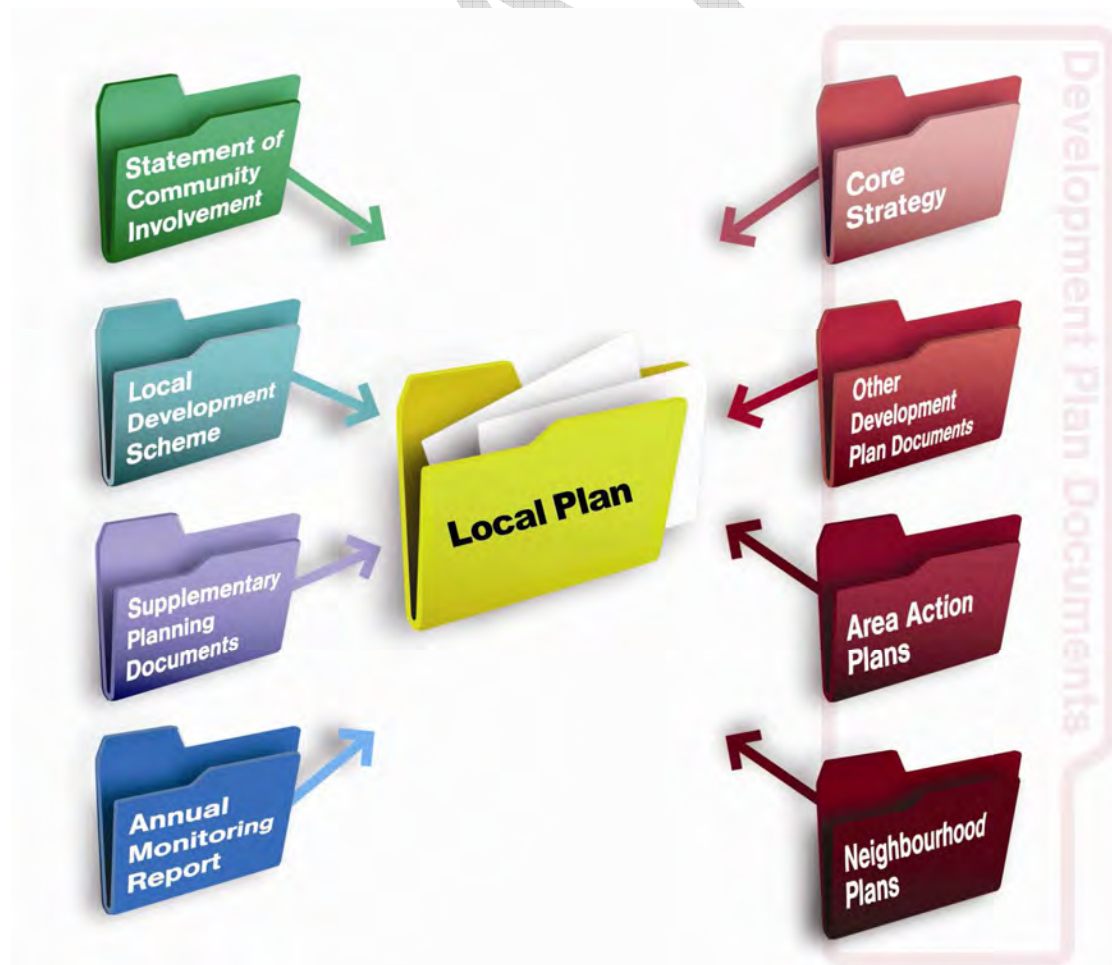 Statement of
Community
Involvement
Local
Development
Scheme
Supplementary
Planning
Documents
Annual
Monitoring
Report
Local Plan
Core
Strategy
Other
Development
Plan Documents
Area Action
Plans
Neighbourhood
Plans
Development Plan Documents